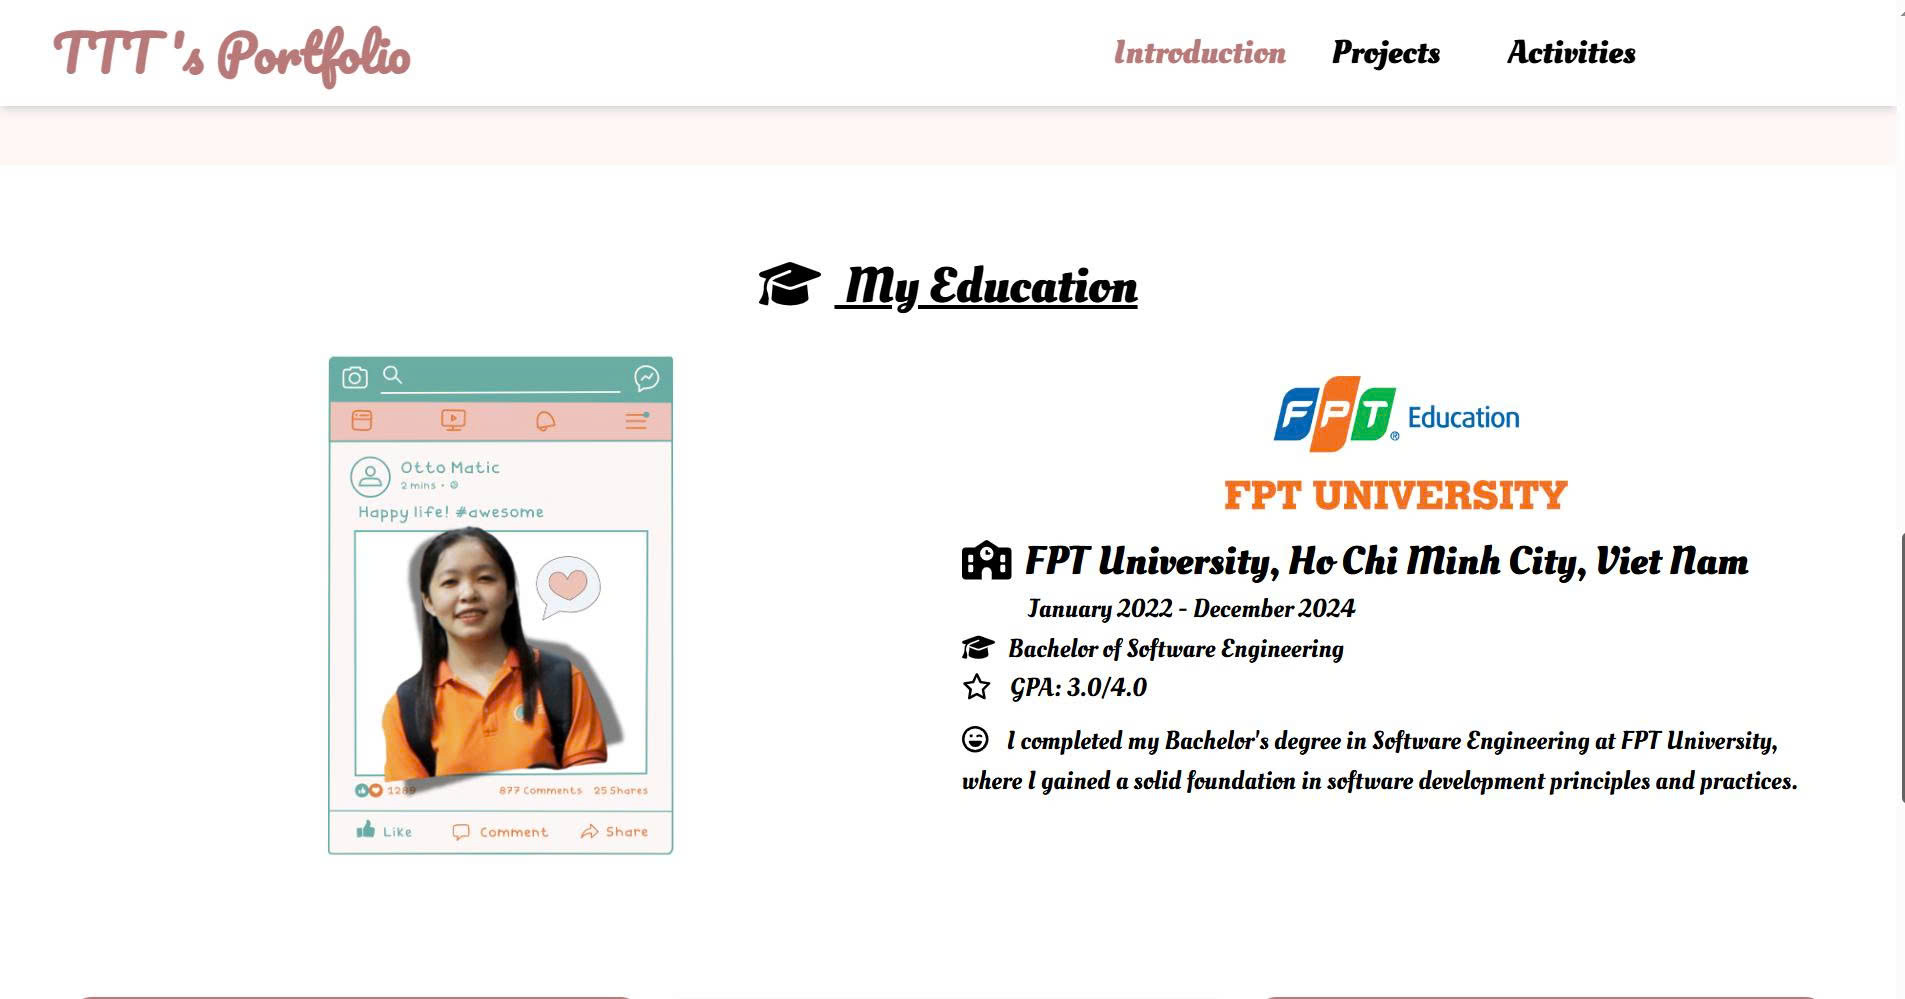 TTT 's Portfolio
Introduction
Projects
Activities
My Education
Otto Matic
2 mins •
Happy life! #awesome
1289
877 Comments 25 Shares
Like
Comment
Share
FPT® Education
FPT UNIVERSITY
FPT University, Ho Chi Minh City, Viet Nam
January 2022 - December 2024
Bachelor of Software Engineering
GPA: 3.0/4.0
I completed my Bachelor's degree in Software Engineering at FPT University,
where I gained a solid foundation in software development principles and practices.